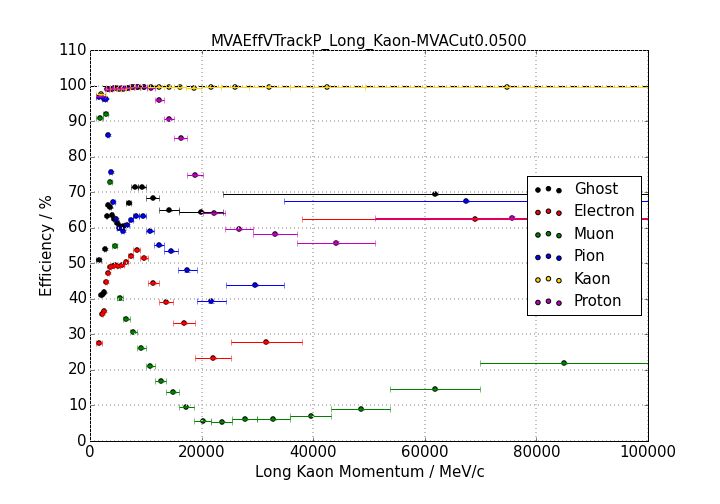 MVAEffVTrackP_Long_Kaon-MVACut0.0500
110
100
90
80
70
60
50
40
30
20
10
0
Efficiency / %
Ghost
Electron
Muon
Pion
Kaon
Proton
0 20000 40000 60000 80000 100000
Long Kaon Momentum / MeV/c